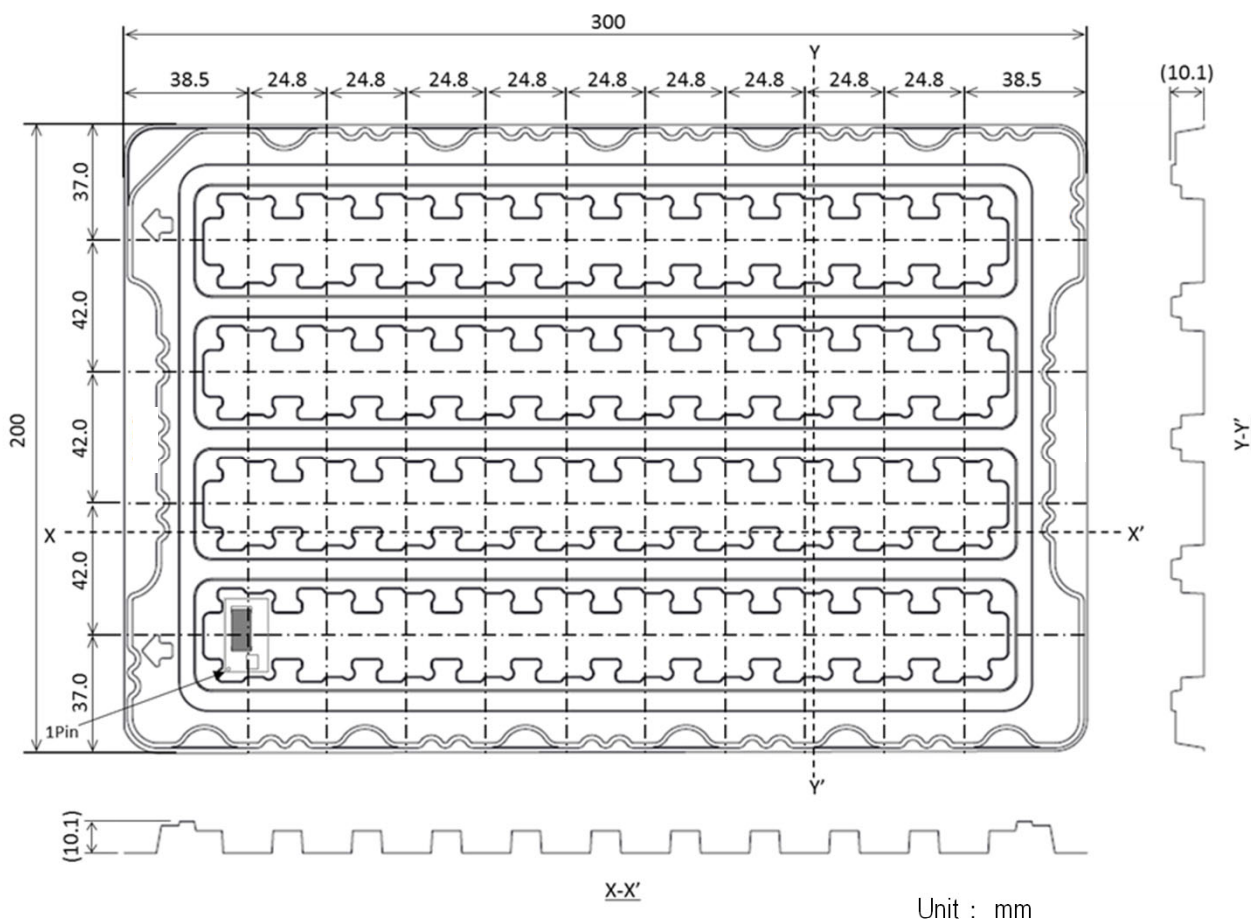 300
Y
38.5 24.8 24.8 24.8 24.8 24.8 24.8 24.8 24.8 24.8 38.5
(10.1)
37.0
42.0
200
42.0
Y-Y'
X X'
42.0
37.0
1Pin
Y'
(10.1)
X-X'
Unit : mm